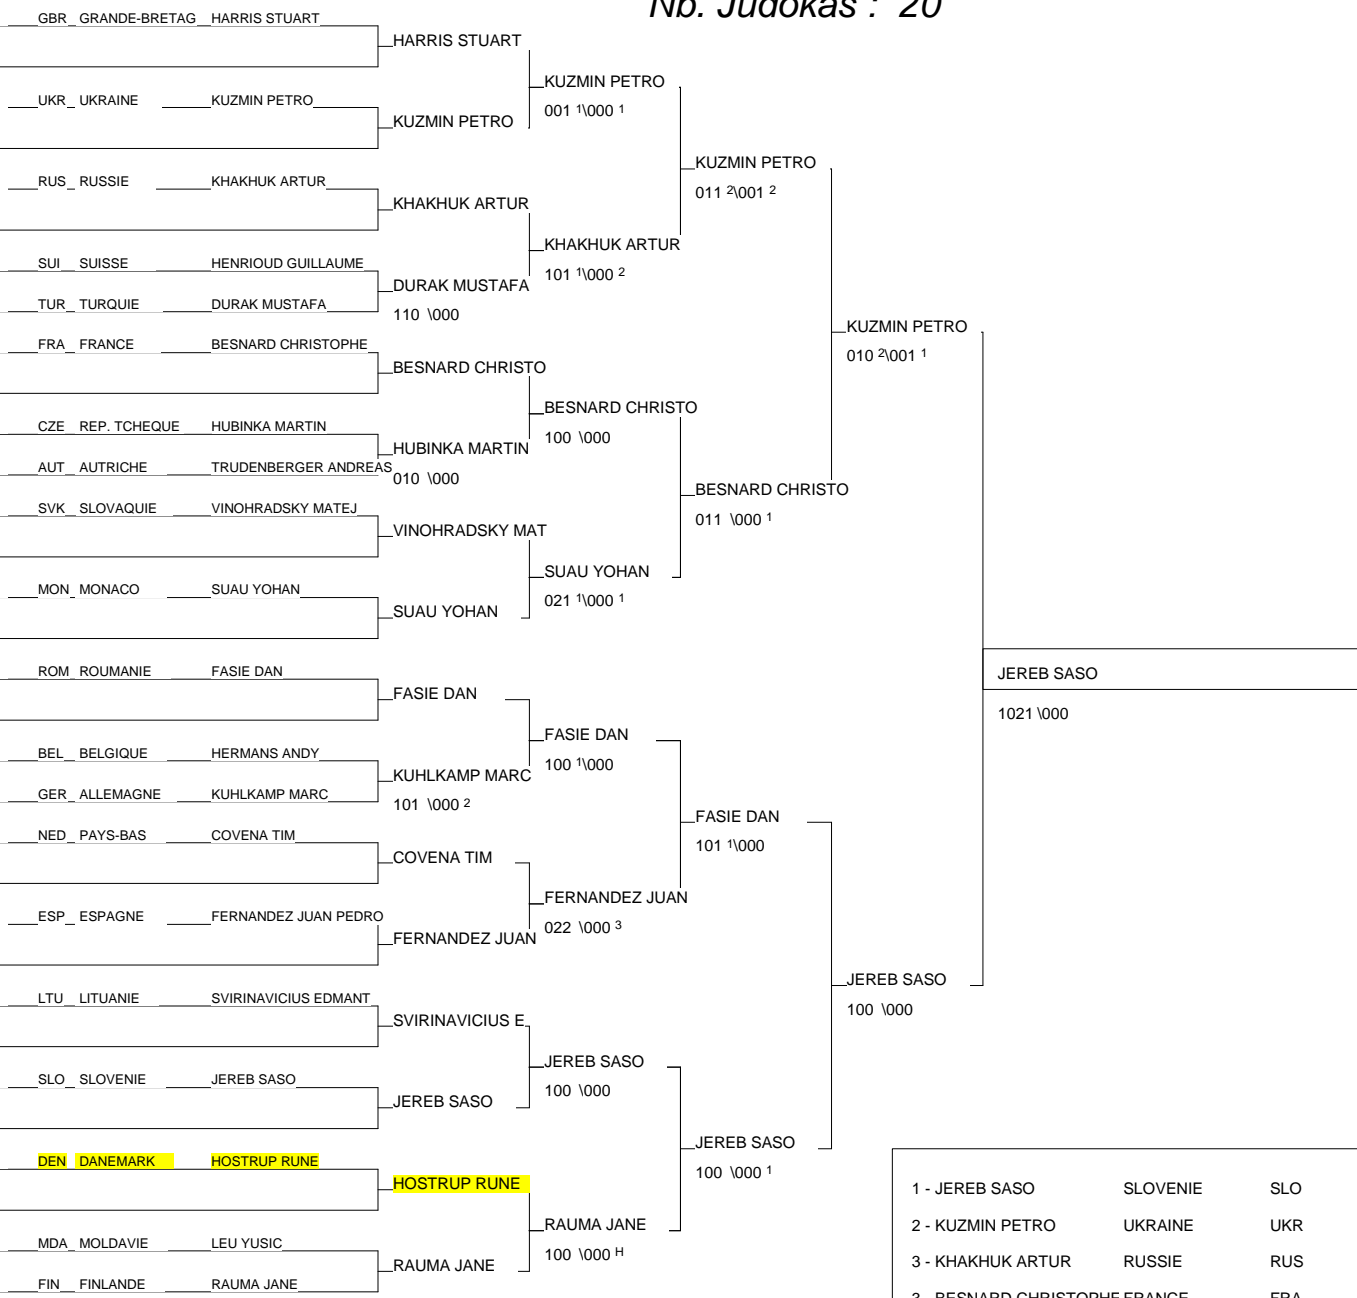 Nb. Judokas : 20
GBR GRANDE-BRETAG HARRIS STUART
HARRIS STUART
KUZMIN PETRO
001 1\000 1
UKR UKRAINE KUZMIN PETRO
KUZMIN PETRO
KUZMIN PETRO
011 2\001 2
RUS RUSSIE KHAKHUK ARTUR
KHAKHUK ARTUR
KHAKHUK ARTUR
101 1\000 2
SUI SUISSE HENRIOUD GUILLAUME
DURAK MUSTAFA
110 \000
TUR TURQUIE DURAK MUSTAFA
KUZMIN PETRO
010 2\001 1
FRA FRANCE BESNARD CHRISTOPHE
BESNARD CHRISTO
BESNARD CHRISTO
100 \000
CZE REP. TCHEQUE HUBINKA MARTIN
HUBINKA MARTIN
010 \000
AUT AUTRICHE TRUDENBERGER ANDREAS
BESNARD CHRISTO
011 \000 1
SVK SLOVAQUIE VINOHRADSKY MATEJ
VINOHRADSKY MAT
SUAU YOHAN
021 1\000 1
MON MONACO SUAU YOHAN
SUAU YOHAN
ROM ROUMANIE FASIE DAN
JEREB SASO
1021 \000
FASIE DAN
FASIE DAN
100 1\000
BEL BELGIQUE HERMANS ANDY
KUHLKAMP MARC
101 \000 2
GER ALLEMAGNE KUHLKAMP MARC
FASIE DAN
101 1\000
NED PAYS-BAS COVENA TIM
COVENA TIM
FERNANDEZ JUAN
022 \000 3
ESP ESPAGNE FERNANDEZ JUAN PEDRO
FERNANDEZ JUAN
JEREB SASO
100 \000
LTU LITUANIE SVIRINAVICIUS EDMANT
SVIRINAVICIUS E
JEREB SASO
100 \000
SLO SLOVENIE JEREB SASO
JEREB SASO
JEREB SASO
100 \000 1
DEN DANEMARK HOSTRUP RUNE
HOSTRUP RUNE
RAUMA JANE
100 \000 H
MDA MOLDAVIE LEU YUSIC
RAUMA JANE
FIN FINLANDE RAUMA JANE
1 - JEREB SASO SLOVENIE SLO
2 - KUZMIN PETRO UKRAINE UKR
3 - KHAKHUK ARTUR RUSSIE RUS
3 - BESNARD CHRISTOPHE FRANCE FRA